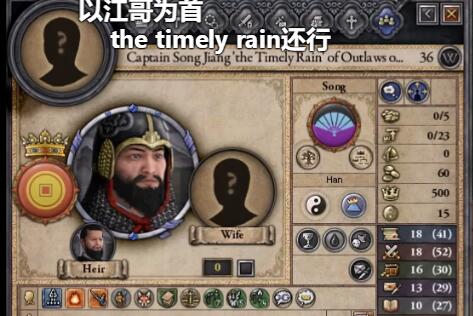 以江哥为首
the timely rain还行
Captain Song Jiang 'the Timely Rain' of Outlaws o... 36
Song
0/5
0/23
0
Han
60
500
15
Wife
18 (41)
18 (52)
Heir
0
16 (30)
13 (29)
10 (27)